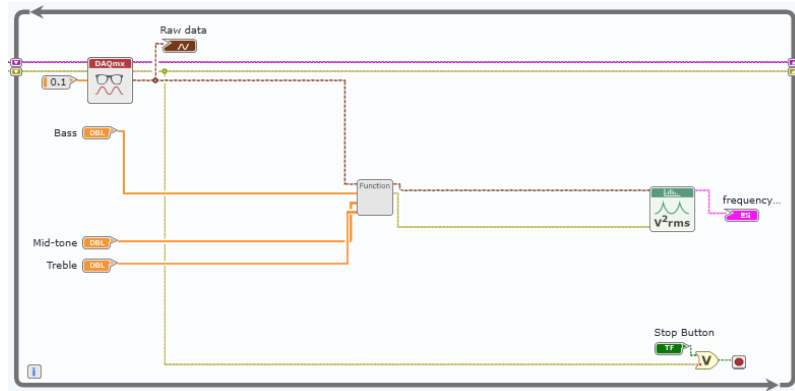 Raw data
DAQmx
0.1
Bass
DBL
Function
frequency...
V²rms
Mid-tone
DBL
Treble
DBL
Stop Button
TF
V
i